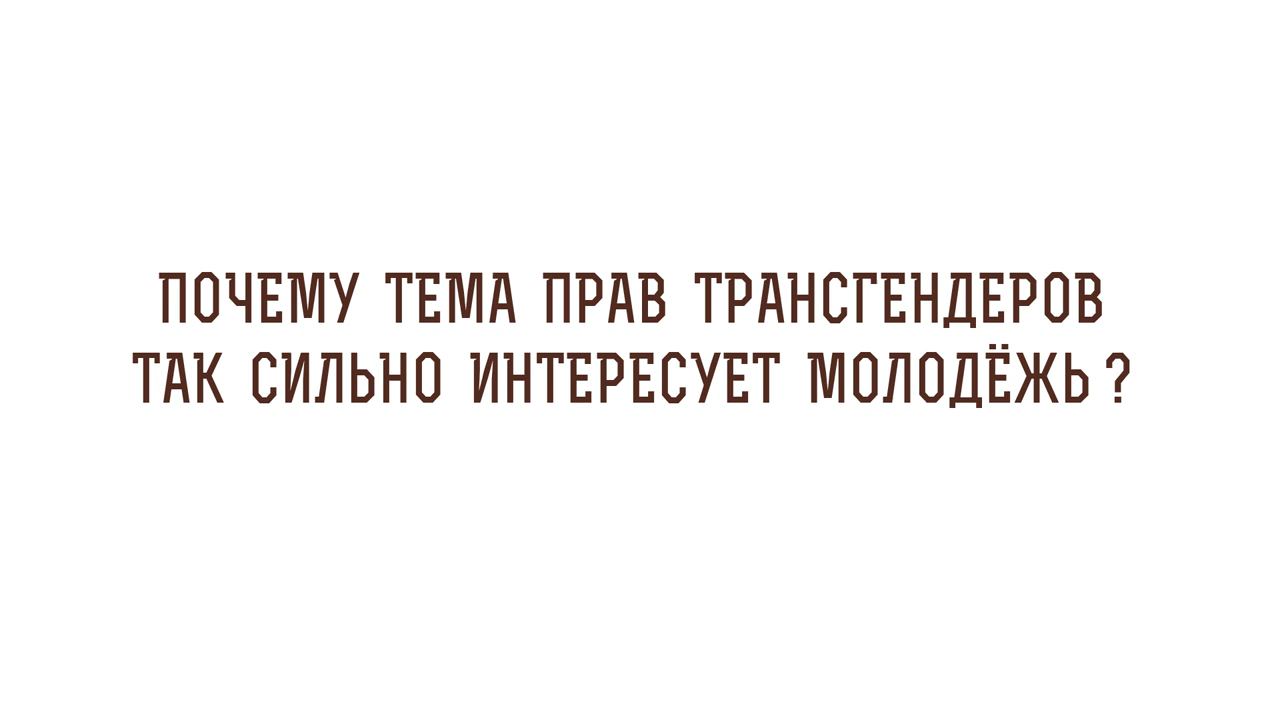 ПОЧЕМУ ТЕМА ПРАВ ТРАНСГЕНДЕРОВ
ТАК СИЛЬНО ИНТЕРЕСУЕТ МОЛОДЁЖЬ ?